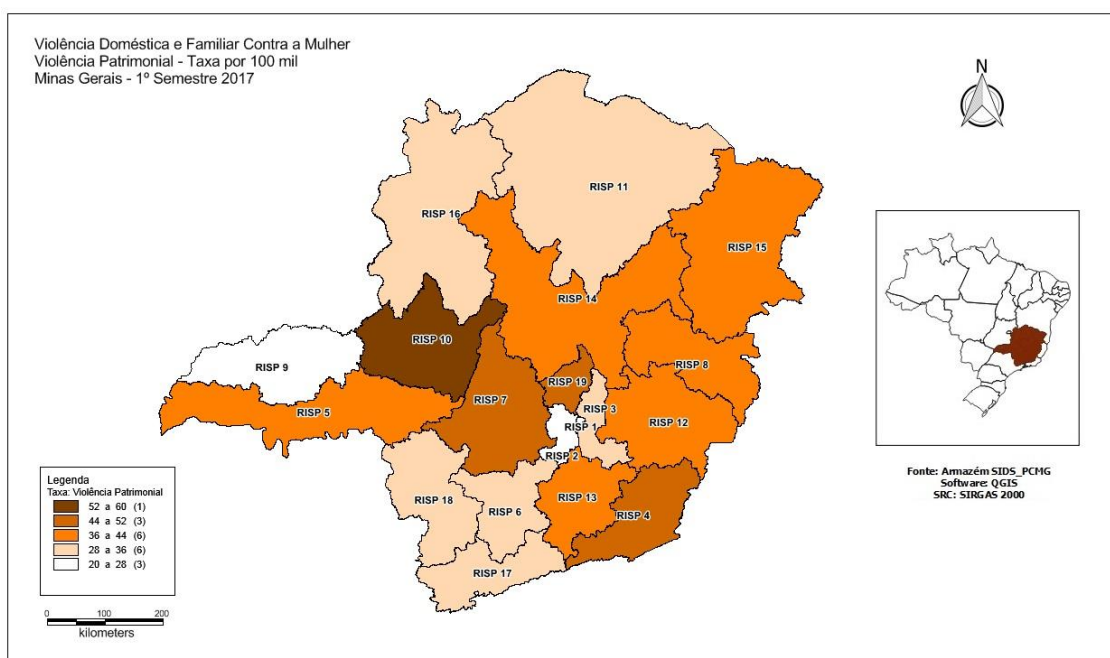 Violência Doméstica e Familiar Contra a Mulher
Violência Patrimonial - Taxa por 100 mil
Minas Gerais - 1º Semestre 2017
N
RISP 11
RISP 16
RISP 15
RISP 14
RISP 10
RISP 9
RISP 8
RISP 19
RISP 7
RISP 3
RISP 5
RISP 1
RISP 12
RISP 2
RISP 18
RISP 13
RISP 6
RISP 4
RISP 17
Fonte: Armazém SIDS_PCMG
Software: QGIS
SRC: SIRGAS 2000
Legenda
Taxa: Violência Patrimonial
52 a 60 (1)
44 a 52 (3)
36 a 44 (6)
28 a 36 (6)
20 a 28 (3)
0 100 200
kilometers